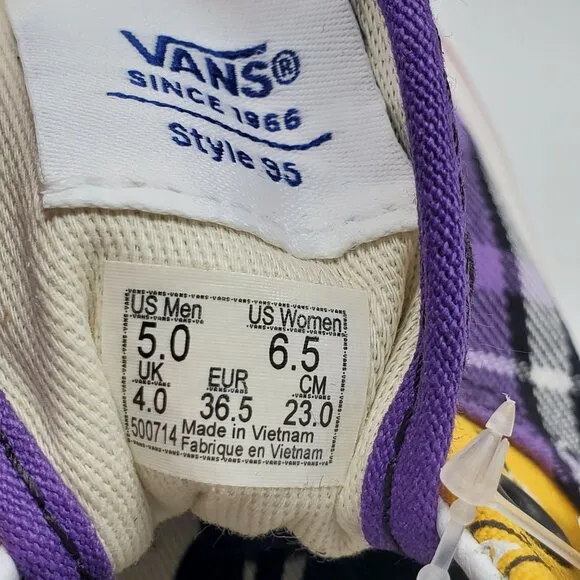 VANS®
SINCE 1966
Style 95
US Men US Women
5.0 6.5
UK EUR CM
4.0 36.5 23.0
500714 Made in Vietnam
Fabrique en Vietnam